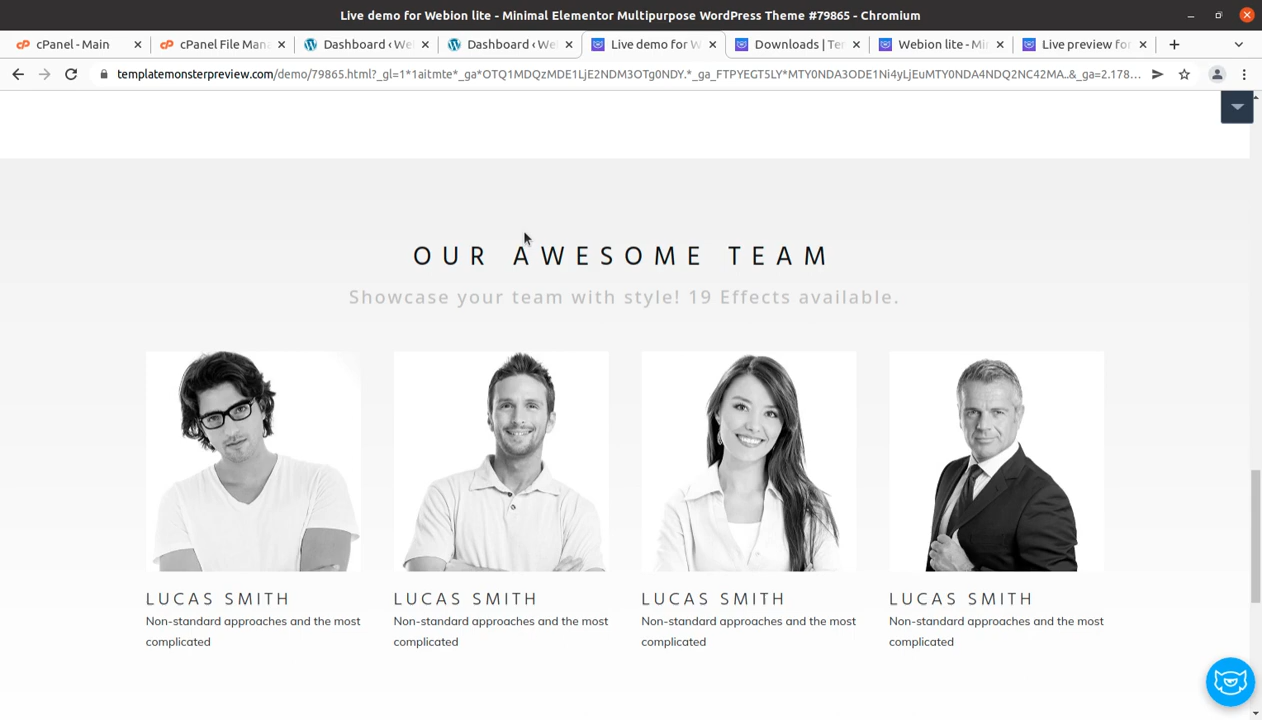 Live demo for Webion lite - Minimal Elementor Multipurpose WordPress Theme #79865 - Chromium
cPanel - Main
cPanel File Man
Dashboard ‹ We
Dashboard ‹ We
Live demo for W
Downloads | Te
Webion lite - Mi
Live preview fo
templatemonsterpreview.com/demo/79865.html?_gl=1*1aitmte*_ga*OTQ1MDQzMDE1LjE2NDM3OTg0NDY.*_ga_FTPYEGT5LY*MTY0NDA3ODE1Ni4yLjEuMTY0NDA4NDQ2NC42MA..&_ga=2.178...
OUR AWESOME TEAM
Showcase your team with style! 19 Effects available.
LUCAS SMITH
Non-standard approaches and the most
complicated
LUCAS SMITH
Non-standard approaches and the most
complicated
LUCAS SMITH
Non-standard approaches and the most
complicated
LUCAS SMITH
Non-standard approaches and the most
complicated